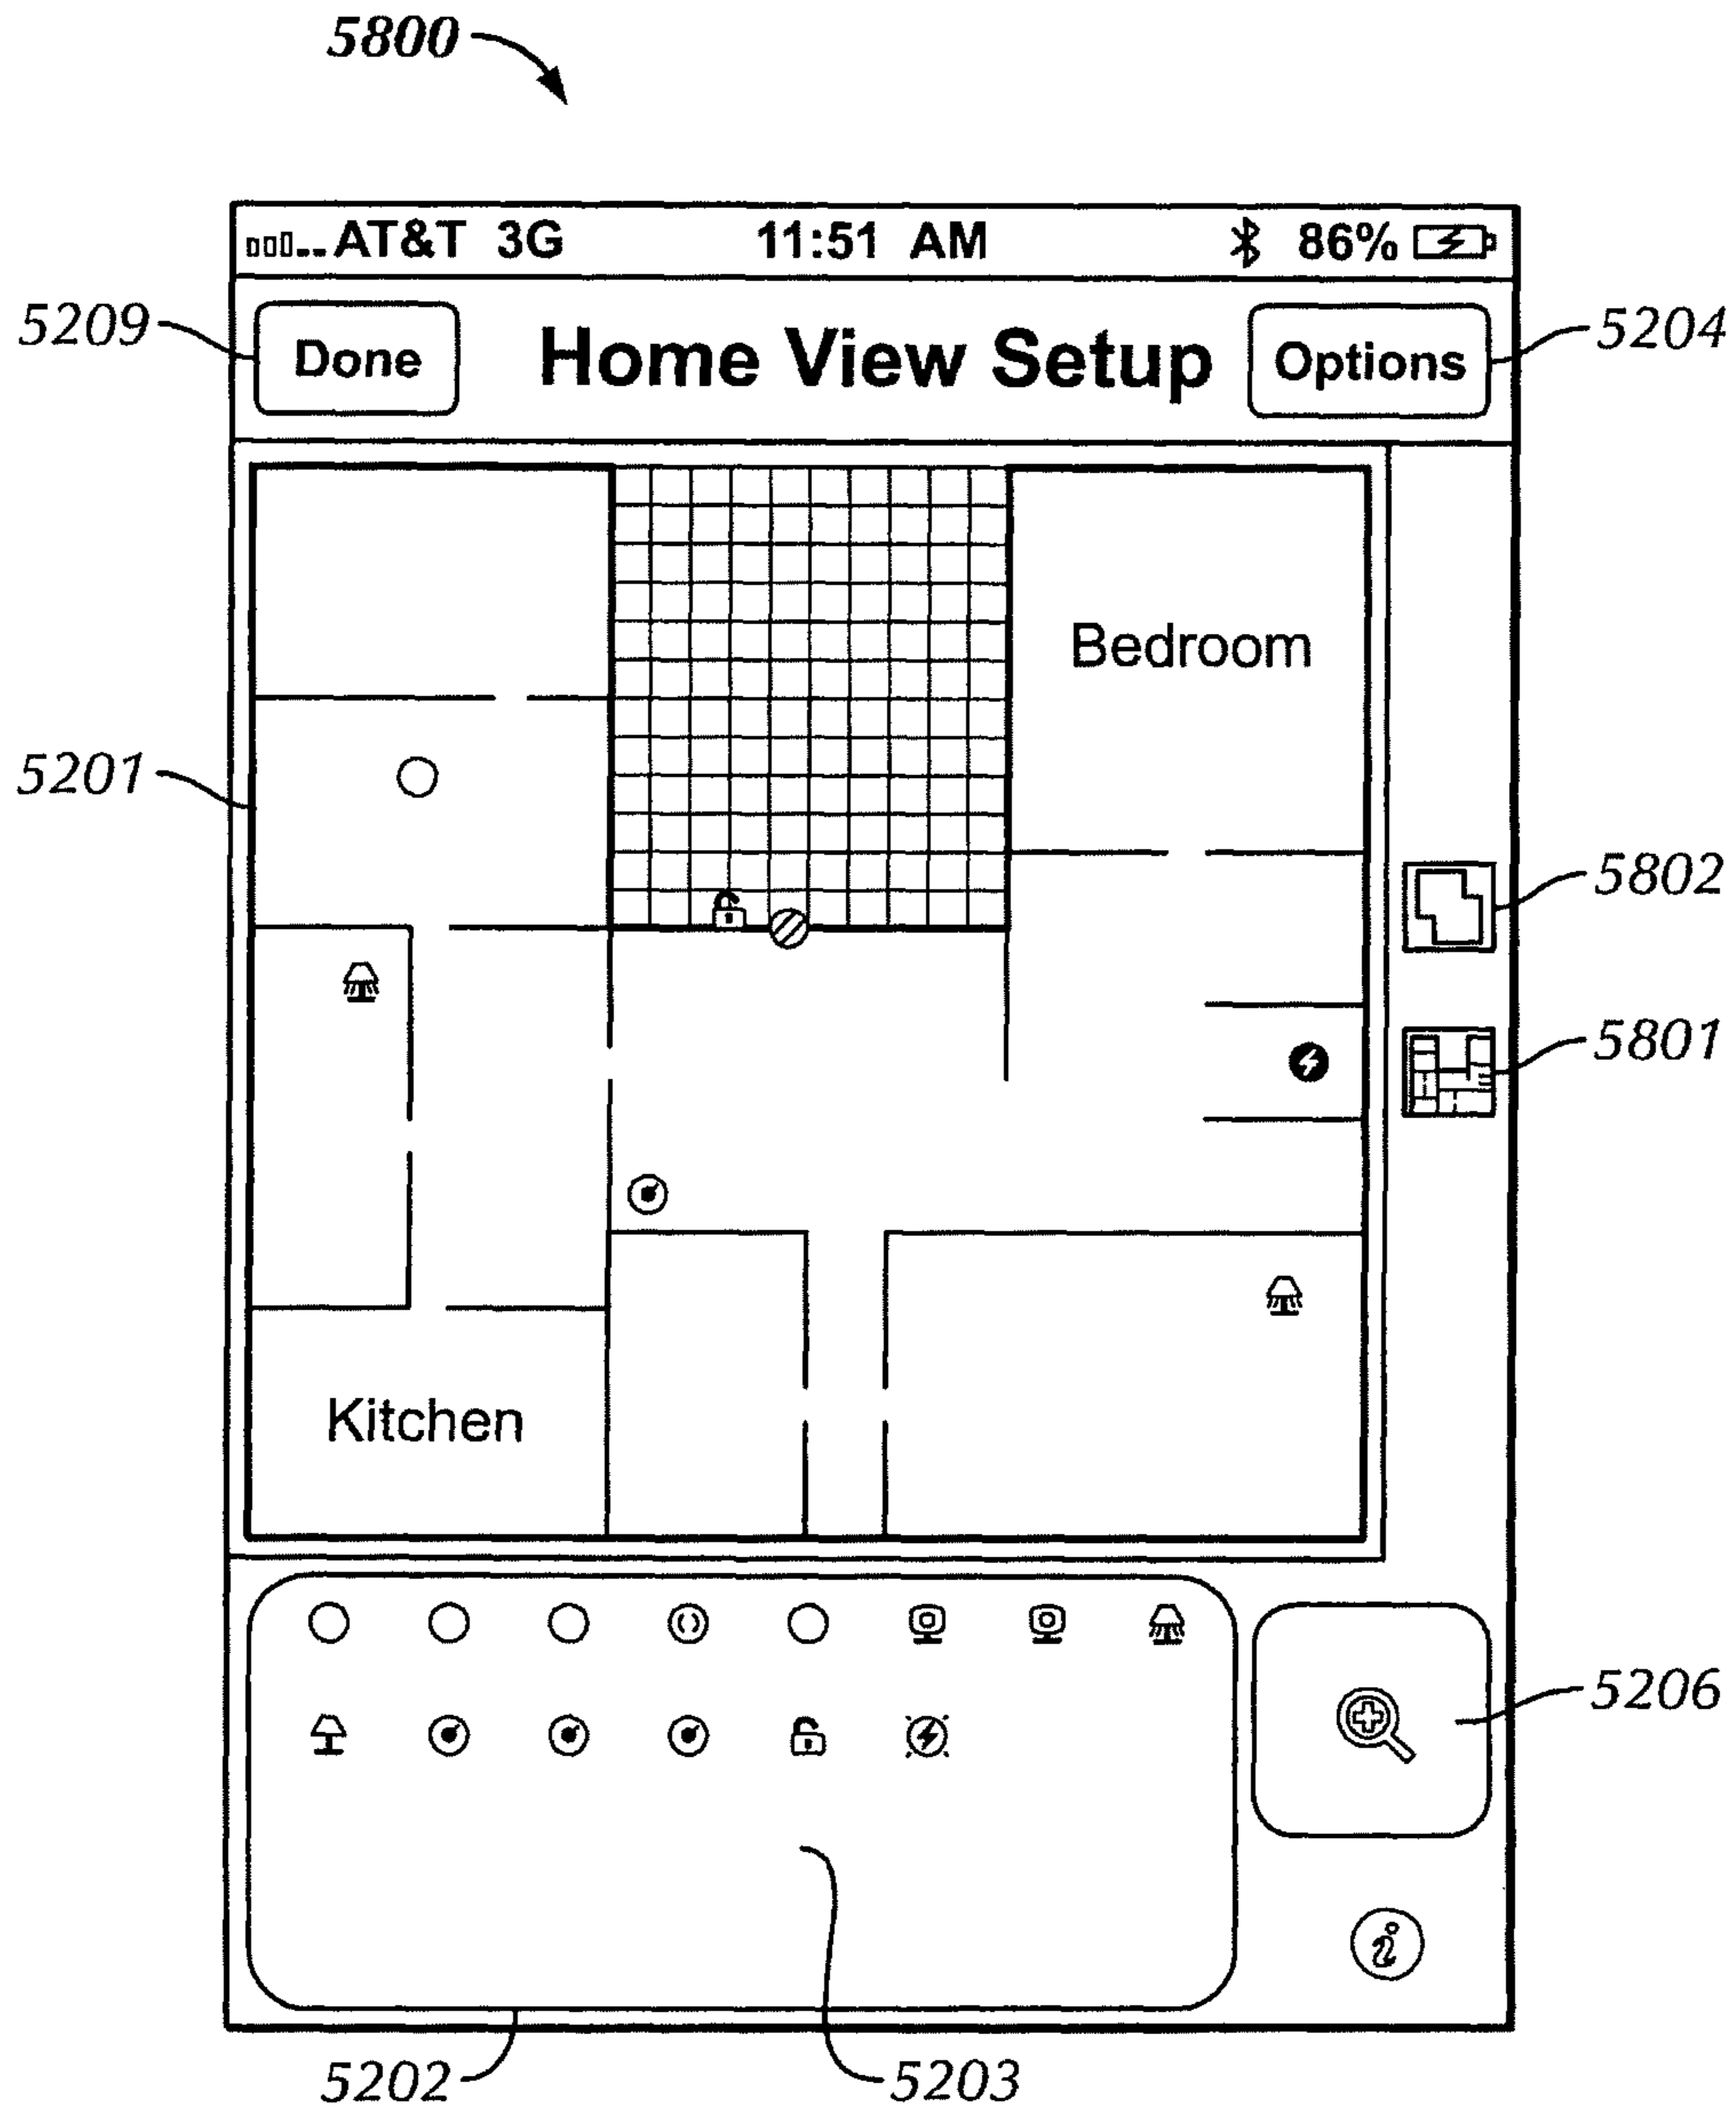 5800
AT&T 3G 11:51 AM 86%
5209 Done Home View Setup Options 5204
Bedroom
5201
5802
5801
Kitchen
5206
i
5202 5203